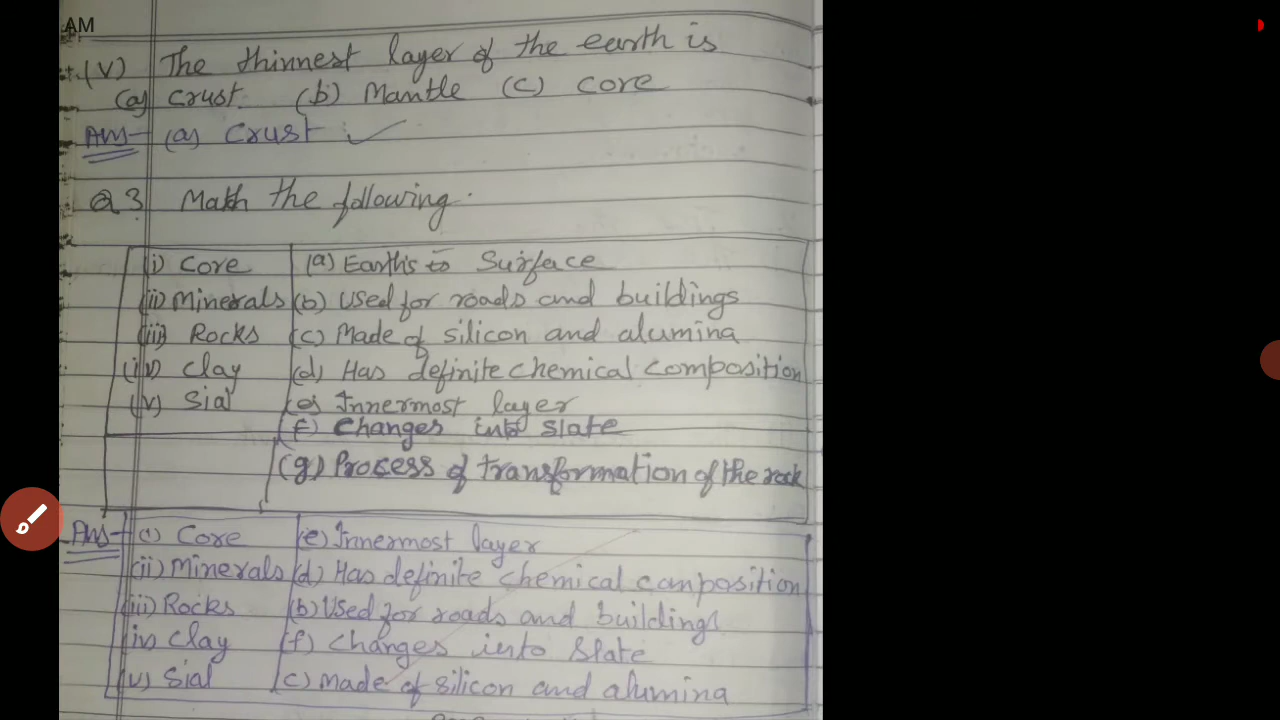 AM
(v) The thinnest layer of the earth is
(a) crust. (b) Mantle (c) core
Ans- (a) Crust
Q 3 Math the following.
(i) Core (a) Earth's to Surface
(ii) Minerals (b) Used for roads and buildings
(iii) Rocks (c) Made of silicon and alumina
(iv) Clay (d) Has definite chemical composition
(v) Sial (e) Innermost layer
(f) Changes into slate
(g) Process of transformation of the rock
Ans- (i) Core (e) Innermost layer
(ii) Minerals (d) Has definite chemical composition
(iii) Rocks (b) Used for roads and buildings
(iv) Clay (f) Changes into Slate
(v) Sial (c) made of silicon and alumina